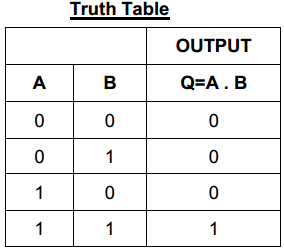 Truth Table
OUTPUT
A B Q=A . B
0 0 0
0 1 0
1 0 0
1 1 1